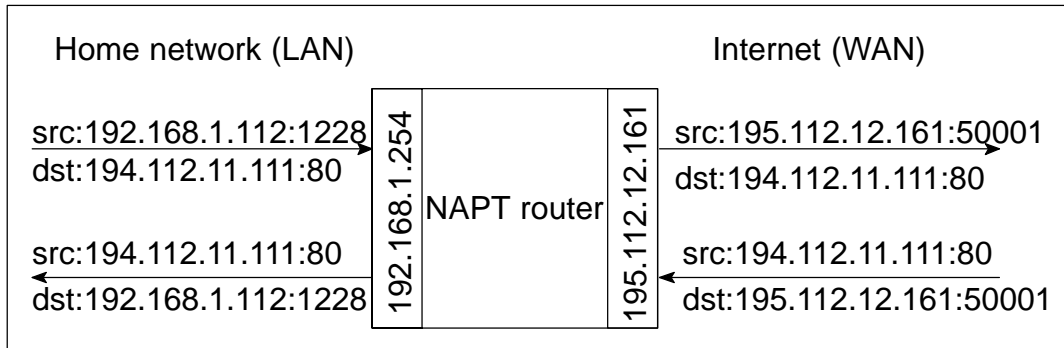 Home network (LAN)
Internet (WAN)
src:192.168.1.112:1228
dst:194.112.11.111:80
192.168.1.254
NAPT router
195.112.12.161
src:195.112.12.161:50001
dst:194.112.11.111:80
src:194.112.11.111:80
dst:192.168.1.112:1228
src:194.112.11.111:80
dst:195.112.12.161:50001